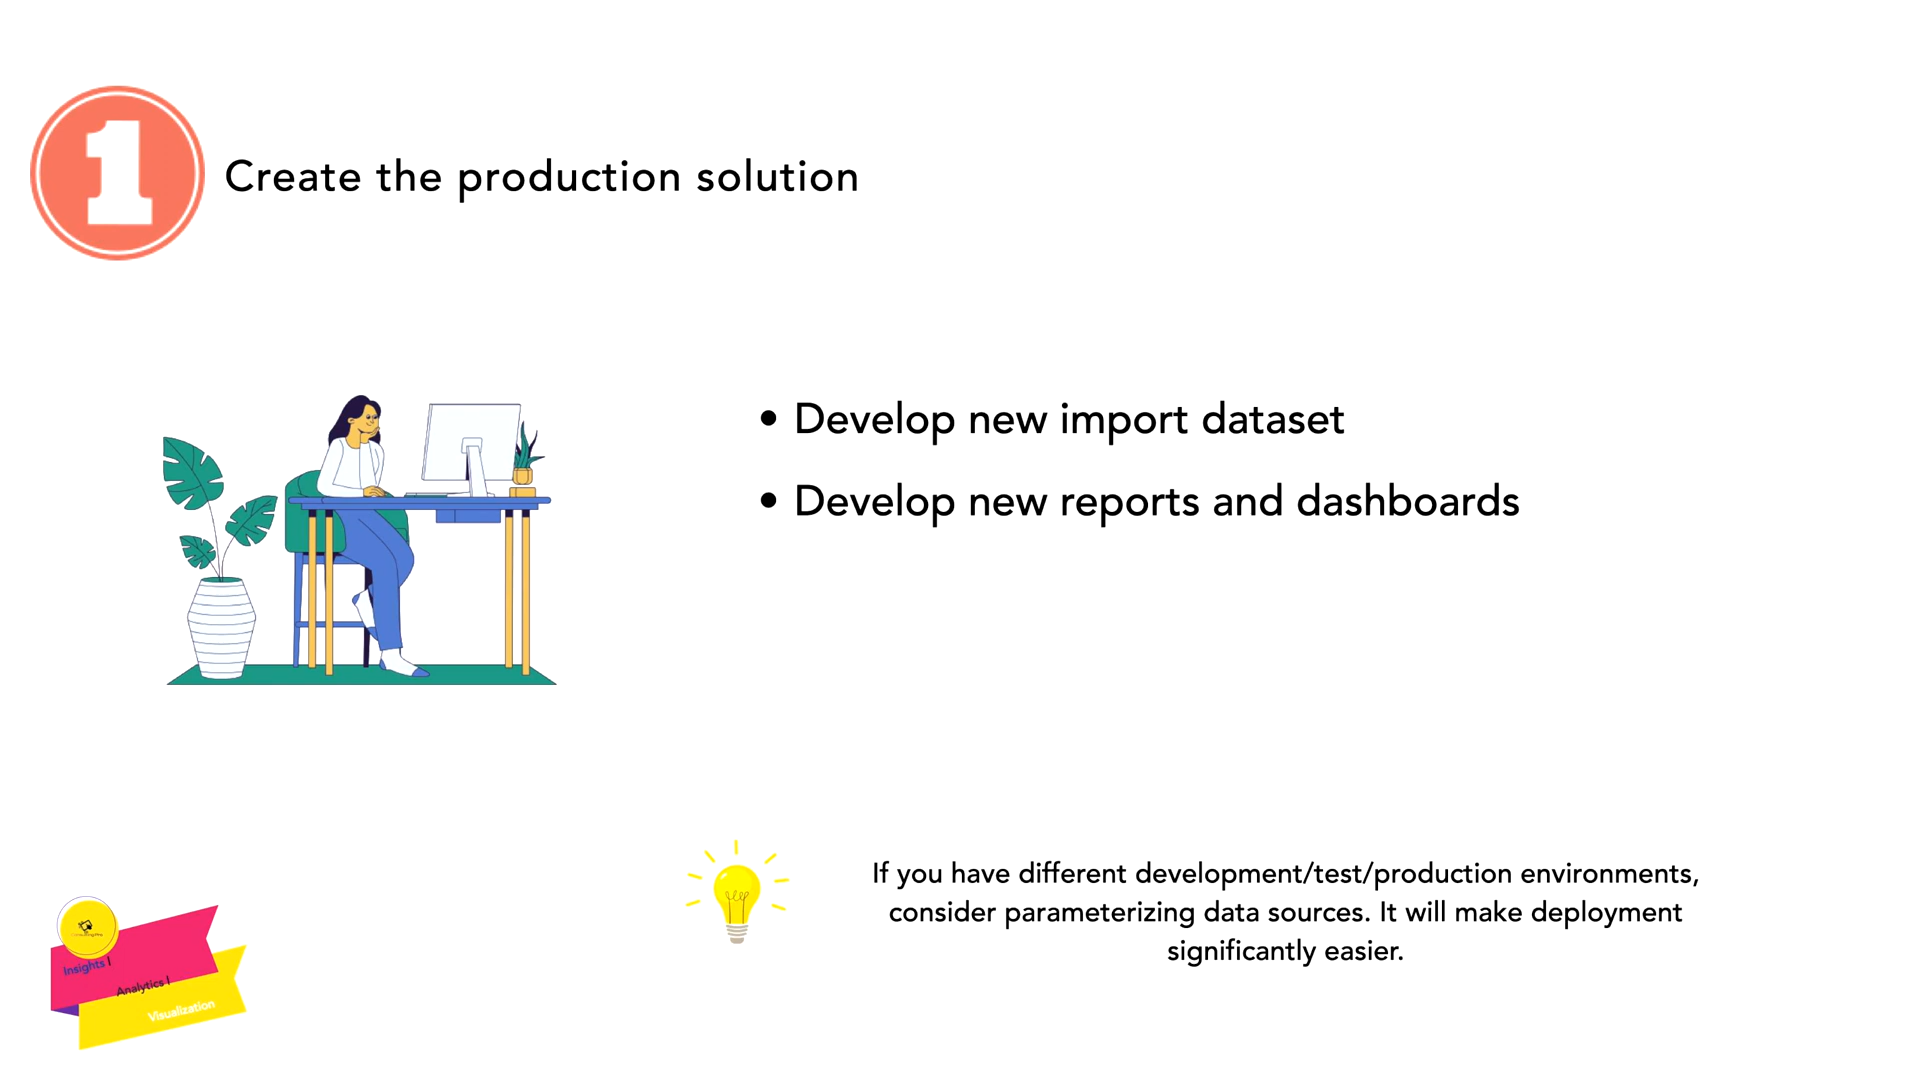 1
Create the production solution
• Develop new import dataset
• Develop new reports and dashboards
If you have different development/test/production environments,
consider parameterizing data sources. It will make deployment
significantly easier.
Insights |
Analytics |
Visualization